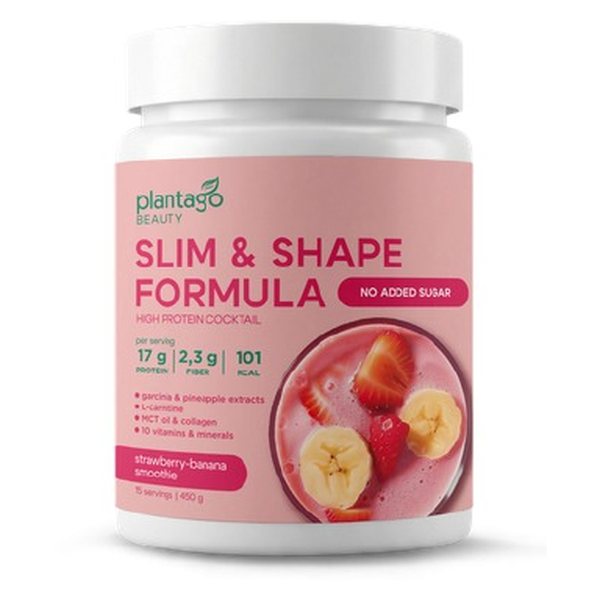 plantago
BEAUTY
SLIM & SHAPE
FORMULA
NO ADDED SUGAR
HIGH PROTEIN COCKTAIL
per serving
17 g 2,3 g 101
PROTEIN FIBER KCAL
• garcina & pineapple extracts
• L-carnitine
• MCT oil & collagen
• 10 vitamins & minerals
strawberry-banana
smoothie
15 servings | 450 g